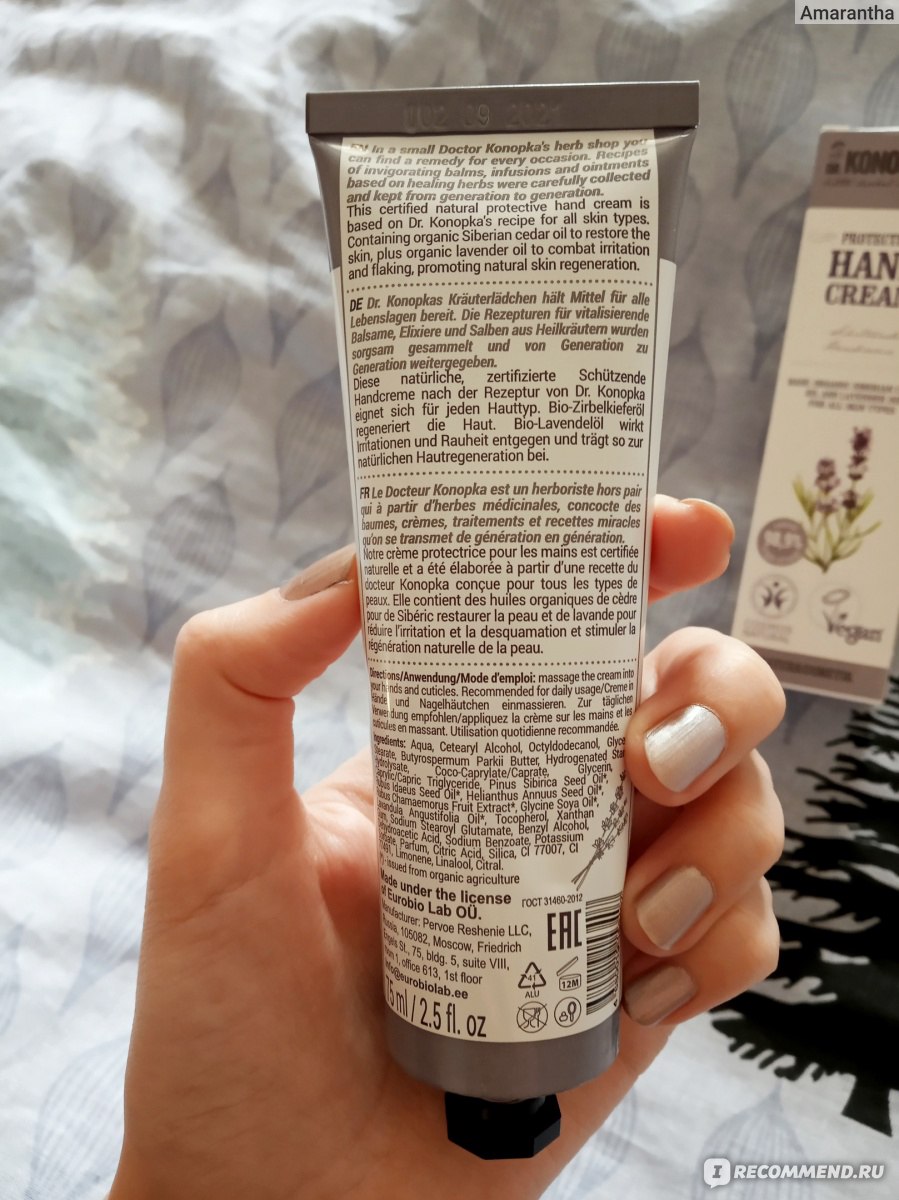 Amarantha
002 09 2021
EN In a small Doctor Konopka's herb shop you
can find a remedy for every occasion. Recipes
of invigorating balms, infusions and ointments
based on healing herbs were carefully collected
and kept from generation to generation.
This certified natural protective hand cream is
based on Dr. Konopka's recipe for all skin types.
Containing organic Siberian cedar oil to restore the
skin, plus organic lavender oil to combat irritation
and flaking, promoting natural skin regeneration.
DE Dr. Konopkas Kräuterlädchen hält Mittel für alle
Lebenslagen bereit. Die Rezepturen für vitalisierende
Balsame, Elixiere und Salben aus Heilkräutern wurden
sorgsam gesammelt und von Generation zu
Generation weitergegeben.
Diese natürliche, zertifizierte Schützende
Handcreme nach der Rezeptur von Dr. Konopka
eignet sich für jeden Hauttyp. Bio-Zirbelkieferöl
regeneriert die Haut. Bio-Lavendelöl wirkt
Irritationen und Rauheit entgegen und trägt so zur
natürlichen Hautregeneration bei.
FR Le Docteur Konopka est un herboriste hors pair
qui à partir d'herbes médicinales, concocte des
baumes, crèmes, traitements et recettes miracles
qu'on se transmet de génération en génération.
Notre crème protectrice pour les mains est certifiée
naturelle et a été élaborée à partir d'une recette du
docteur Konopka conçue pour tous les types de
peaux. Elle contient des huiles organiques de cèdre
pour de Sibéric restaurer la peau et de lavande pour
réduire l'irritation et la desquamation et stimuler la
régénération naturelle de la peau.
Directions/Anwendung/Mode d'emploi: massage the cream into
your hands and cuticles. Recommended for daily usage/Creme in
Hände und Nagelhäutchen einmassieren. Zur täglichen
Verwendung empfohlen/appliquez la crème sur les mains et les
cuticules en massant. Utilisation quotidienne recommandée.
Ingredients: Aqua, Cetearyl Alcohol, Octyldodecanol, Glyce
Stearate, Butyrospermum Parkii Butter, Hydrogenated Star
Hydrolysate, Coco-Caprylate/Caprate, Glycerin,
Caprylic/Capric Triglyceride, Pinus Sibirica Seed Oil*,
Rubus Idaeus Seed Oil*, Helianthus Annuus Seed Oil*,
Rubus Chamaemorus Fruit Extract*, Glycine Soya Oil*,
Lavandula Angustifolia Oil*, Tocopherol, Xanthan
Gum, Sodium Stearoyl Glutamate, Benzyl Alcohol,
Dehydroacetic Acid, Sodium Benzoate, Potassium
Sorbate, Parfum, Citric Acid, Silica, CI 77007, CI
Limonene, Linalool, Citral.
issued from organic agriculture
Made under the license
of Eurobio Lab OÜ.
Manufacturer: Pervoe Reshenie LLC,
Russia, 105082, Moscow, Friedrich
Engels St., 75, bldg. 5, suite VIII,
room 1, office 613, 1st floor
info@eurobiolab.ee
75 ml / 2.5 fl. oz
ГОСТ 31460-2012
EAC
41
ALU
12M
DR. KONO
PROTECT
HAN
CREAM
FOR ALL SKIN TYPES
Vegan
IRECOMMEND.RU